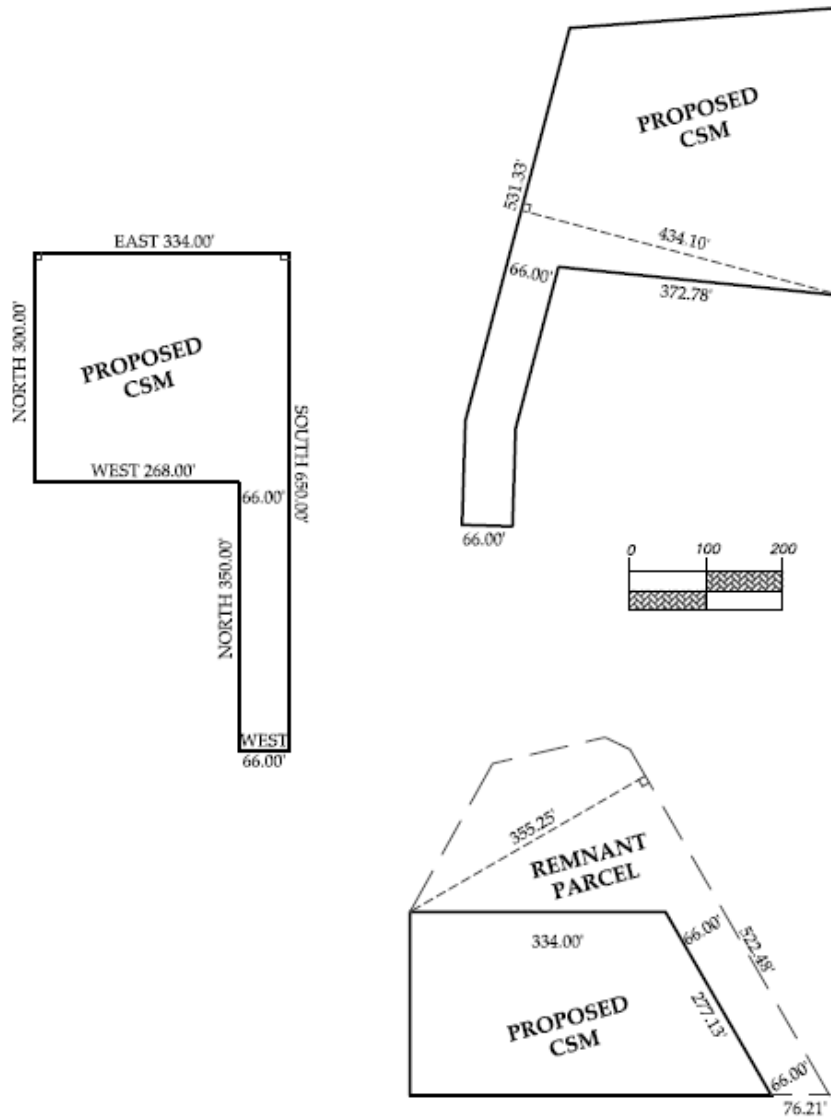 PROPOSED
CSM
531.33'
434.10'
66.00'
372.78'
66.00'
EAST 334.00'
NORTH 300.00'
PROPOSED
CSM
SOUTH 650.00'
WEST 268.00'
66.00'
NORTH 350.00'
WEST
66.00'
0 100 200
355.25'
REMNANT
PARCEL
334.00'
66.00'
522.48'
277.13'
PROPOSED
CSM
66.00'
76.21'